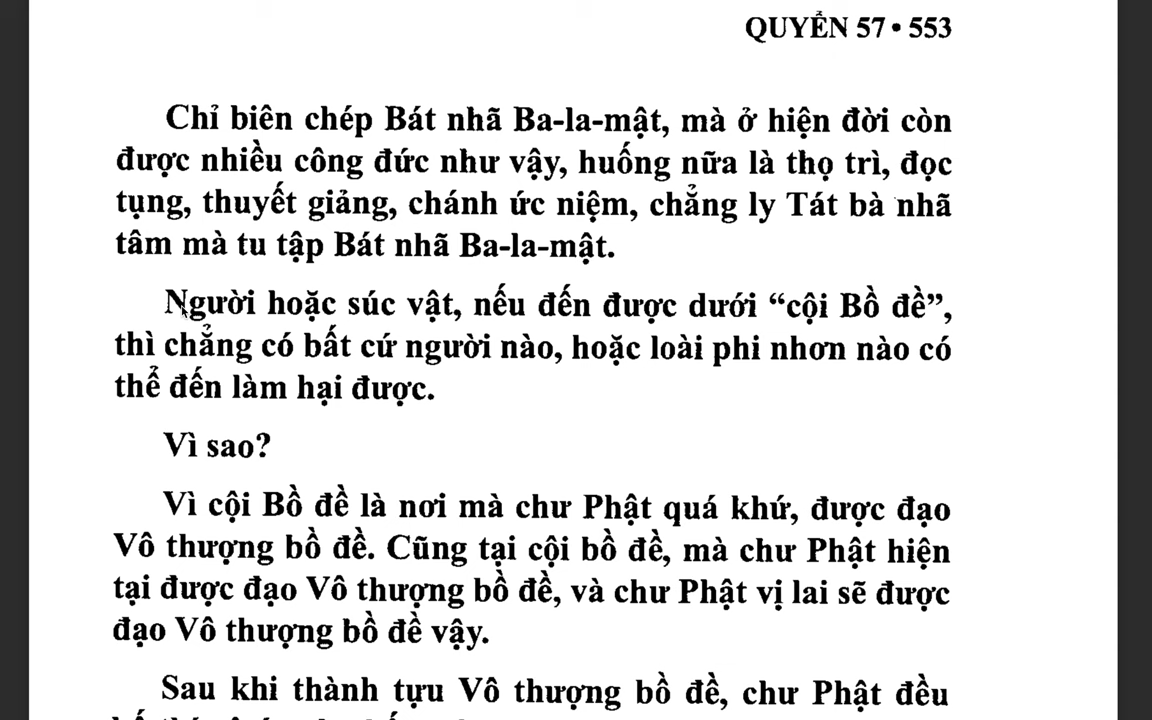 QUYỂN 57 • 553
Chỉ biên chép Bát nhã Ba-la-mật, mà ở hiện đời còn
được nhiều công đức như vậy, huống nữa là thọ trì, đọc
tụng, thuyết giảng, chánh ức niệm, chẳng ly Tát bà nhã
tâm mà tu tập Bát nhã Ba-la-mật.
Người hoặc súc vật, nếu đến được dưới “cội Bồ đề”,
thì chẳng có bất cứ người nào, hoặc loài phi nhơn nào có
thể đến làm hại được.
Vì sao?
Vì cội Bồ đề là nơi mà chư Phật quá khứ, được đạo
Vô thượng bồ đề. Cũng tại cội bồ đề, mà chư Phật hiện
tại được đạo Vô thượng bồ đề, và chư Phật vị lai sẽ được
đạo Vô thượng bồ đề vậy.
Sau khi thành tựu Vô thượng bồ đề, chư Phật đều